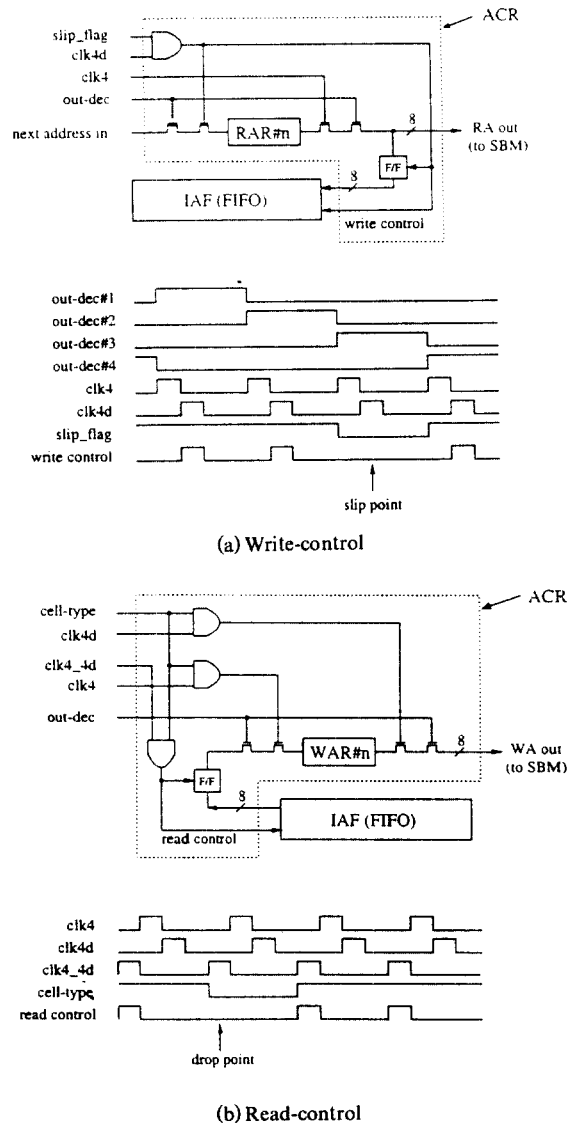 ACR
slip_flag
clk4d
clk4
out-dec
next address in
RAR#n
8
RA out
(to SBM)
F/F
8
IAF (FIFO)
write control
out-dec#1
out-dec#2
out-dec#3
out-dec#4
clk4
clk4d
slip_flag
write control
slip point
(a) Write-control
cell-type
ACR
clk4d
clk4_4d
clk4
out-dec
WAR#n
8
WA out
(to SBM)
F/F
8
IAF (FIFO)
read control
clk4
clk4d
clk4_4d
cell-type
read control
drop point
(b) Read-control